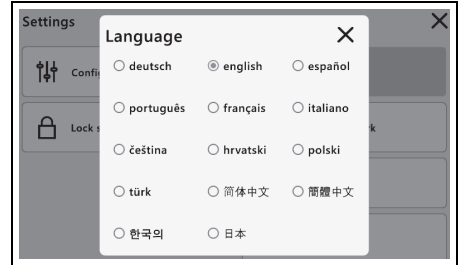 Settings
Language
deutsch english español
português français italiano
čeština hrvatski polski
türk 简体中文 簡體中文
한국의 日本
Lock